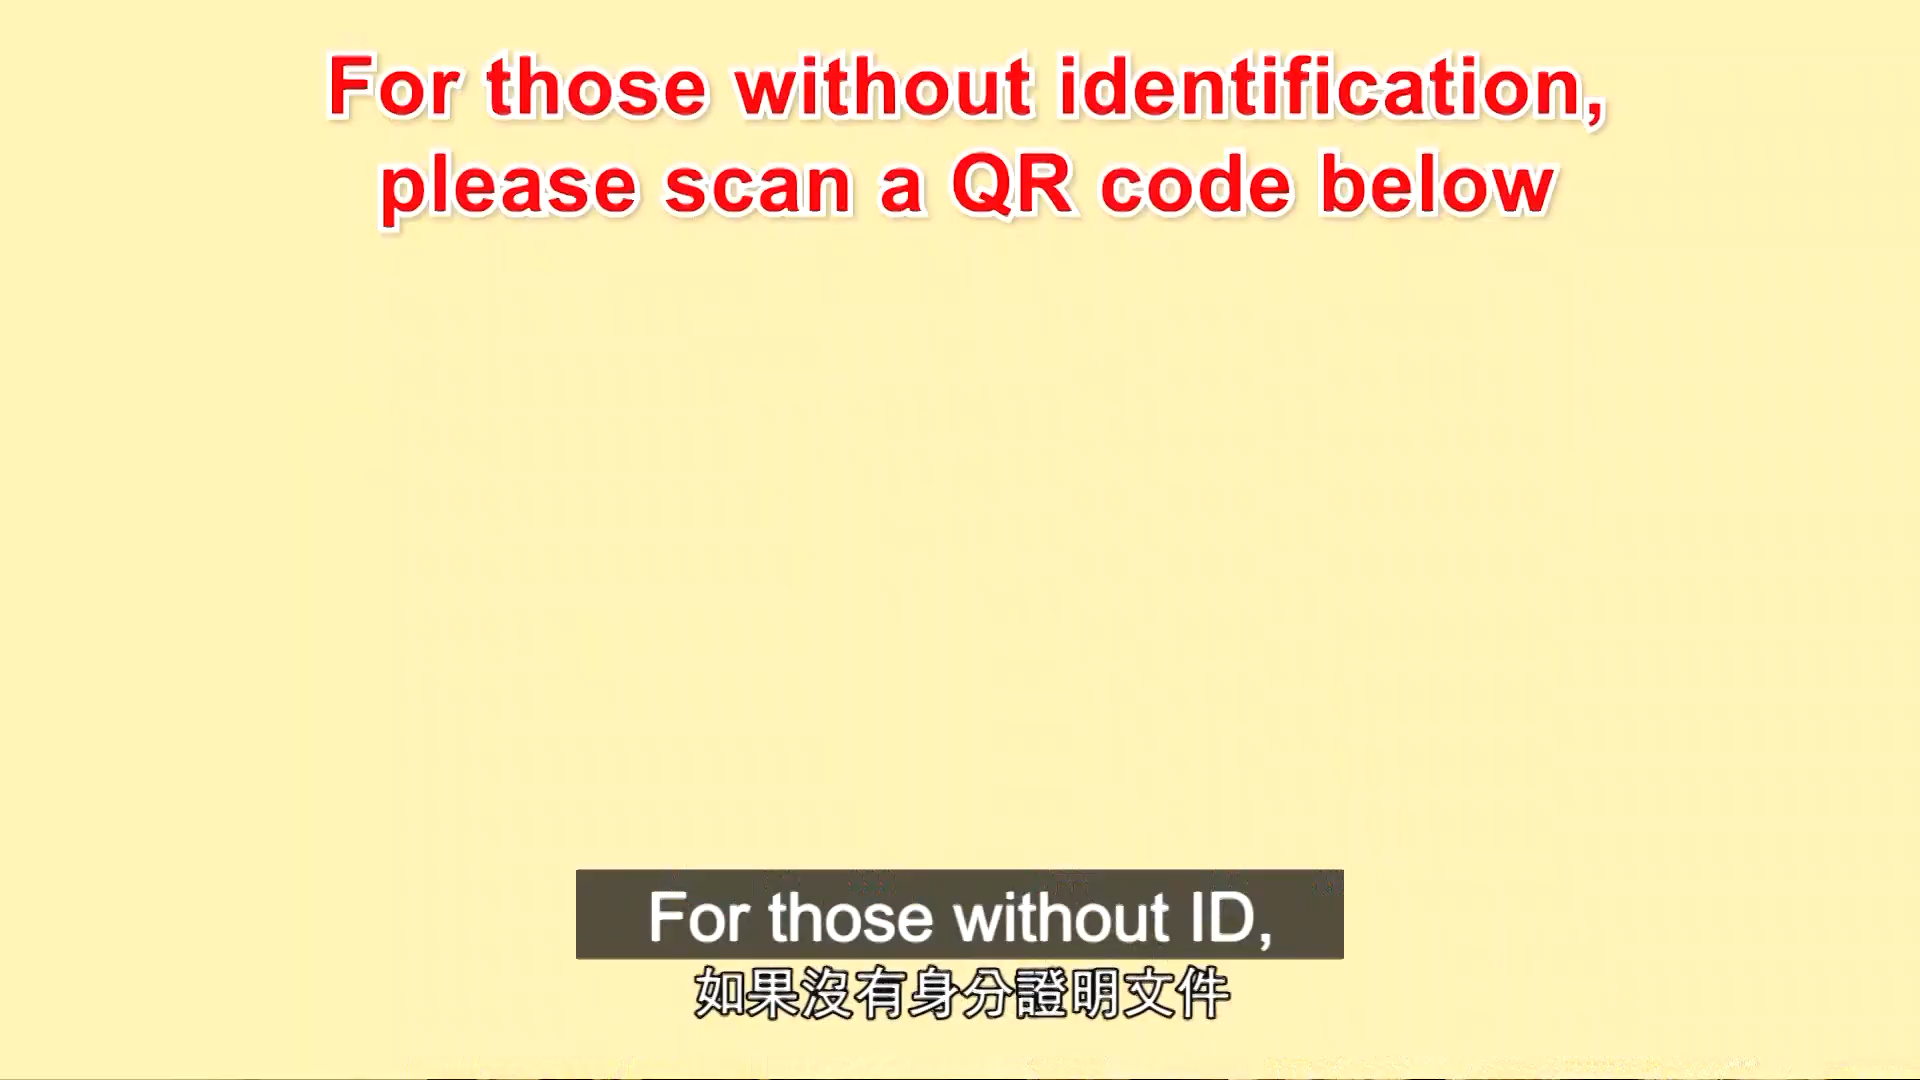 For those without identification,
please scan a QR code below
For those without ID,
如果沒有身分證明文件